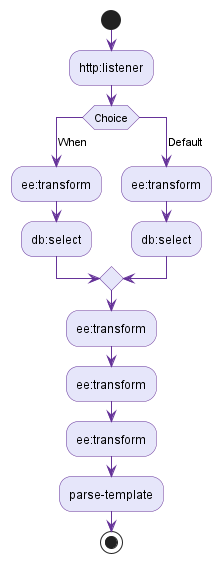 http:listener
Choice
When
Default
ee:transform
ee:transform
db:select
db:select
ee:transform
ee:transform
ee:transform
parse-template